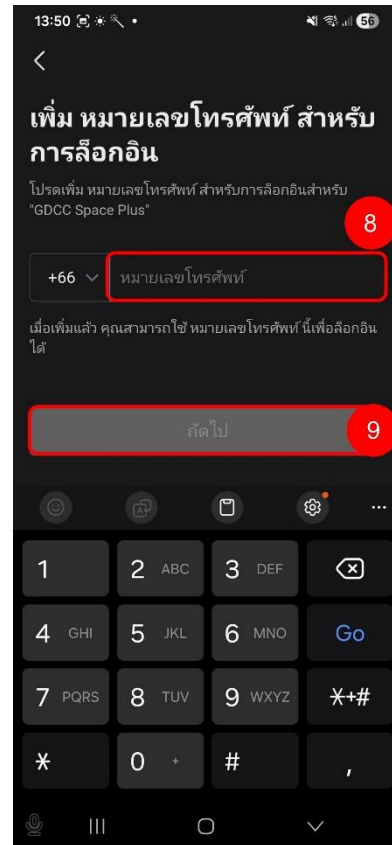 13:50
56
เพิ่ม หมายเลขโทรศัพท์ สำหรับ
การล็อกอิน
โปรดเพิ่ม หมายเลขโทรศัพท์ สำหรับการล็อกอินสำหรับ
"GDCC Space Plus"
8
+66 หมายเลขโทรศัพท์
เมื่อเพิ่มแล้ว คุณสามารถใช้ หมายเลขโทรศัพท์ นี้เพื่อล็อกอิน
ได้
ถัดไป 9
1 2 ABC 3 DEF
4 GHI 5 JKL 6 MNO Go
7 PQRS 8 TUV 9 WXYZ *+#
* 0 + # ,